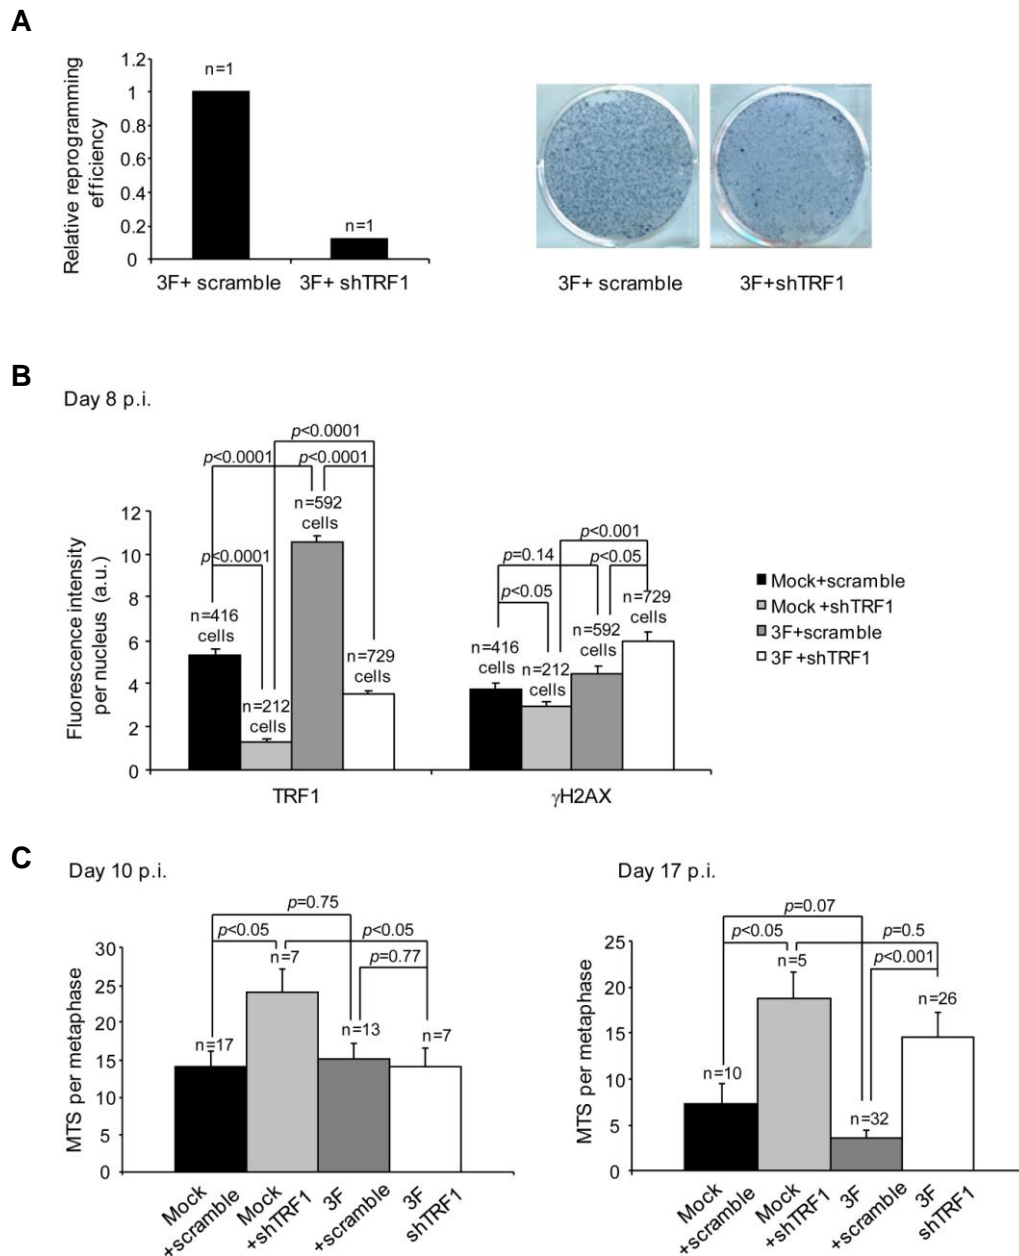 A
Relative reprogramming
efficiency
1.2
1
0.8
0.6
0.4
0.2
0
n=1
n=1
3F+ scramble
3F+ shTRF1
3F+ scramble
3F+shTRF1
B
Day 8 p.i.
Fluorescence intensity
per nucleus (a.u.)
12
10
8
6
4
2
0
p<0.0001
p<0.0001
p<0.0001
p<0.0001
n=416
cells
n=212
cells
n=592
cells
n=729
cells
TRF1
p<0.001
p=0.14
p<0.05
p<0.05
n=416
cells
n=212
cells
n=592
cells
n=729
cells
γH2AX
Mock+scramble
Mock +shTRF1
3F+scramble
3F +shTRF1
C
Day 10 p.i.
MTS per metaphase
30
25
20
15
10
5
0
p=0.75
p<0.05
p<0.05
p=0.77
n=17
n=7
n=13
n=7
Mock
+scramble
Mock
+shTRF1
3F
+scramble
3F
shTRF1
Day 17 p.i.
MTS per metaphase
25
20
15
10
5
0
p=0.07
p<0.05
p=0.5
p<0.001
n=10
n=5
n=32
n=26
Mock
+scramble
Mock
+shTRF1
3F
+scramble
3F
shTRF1